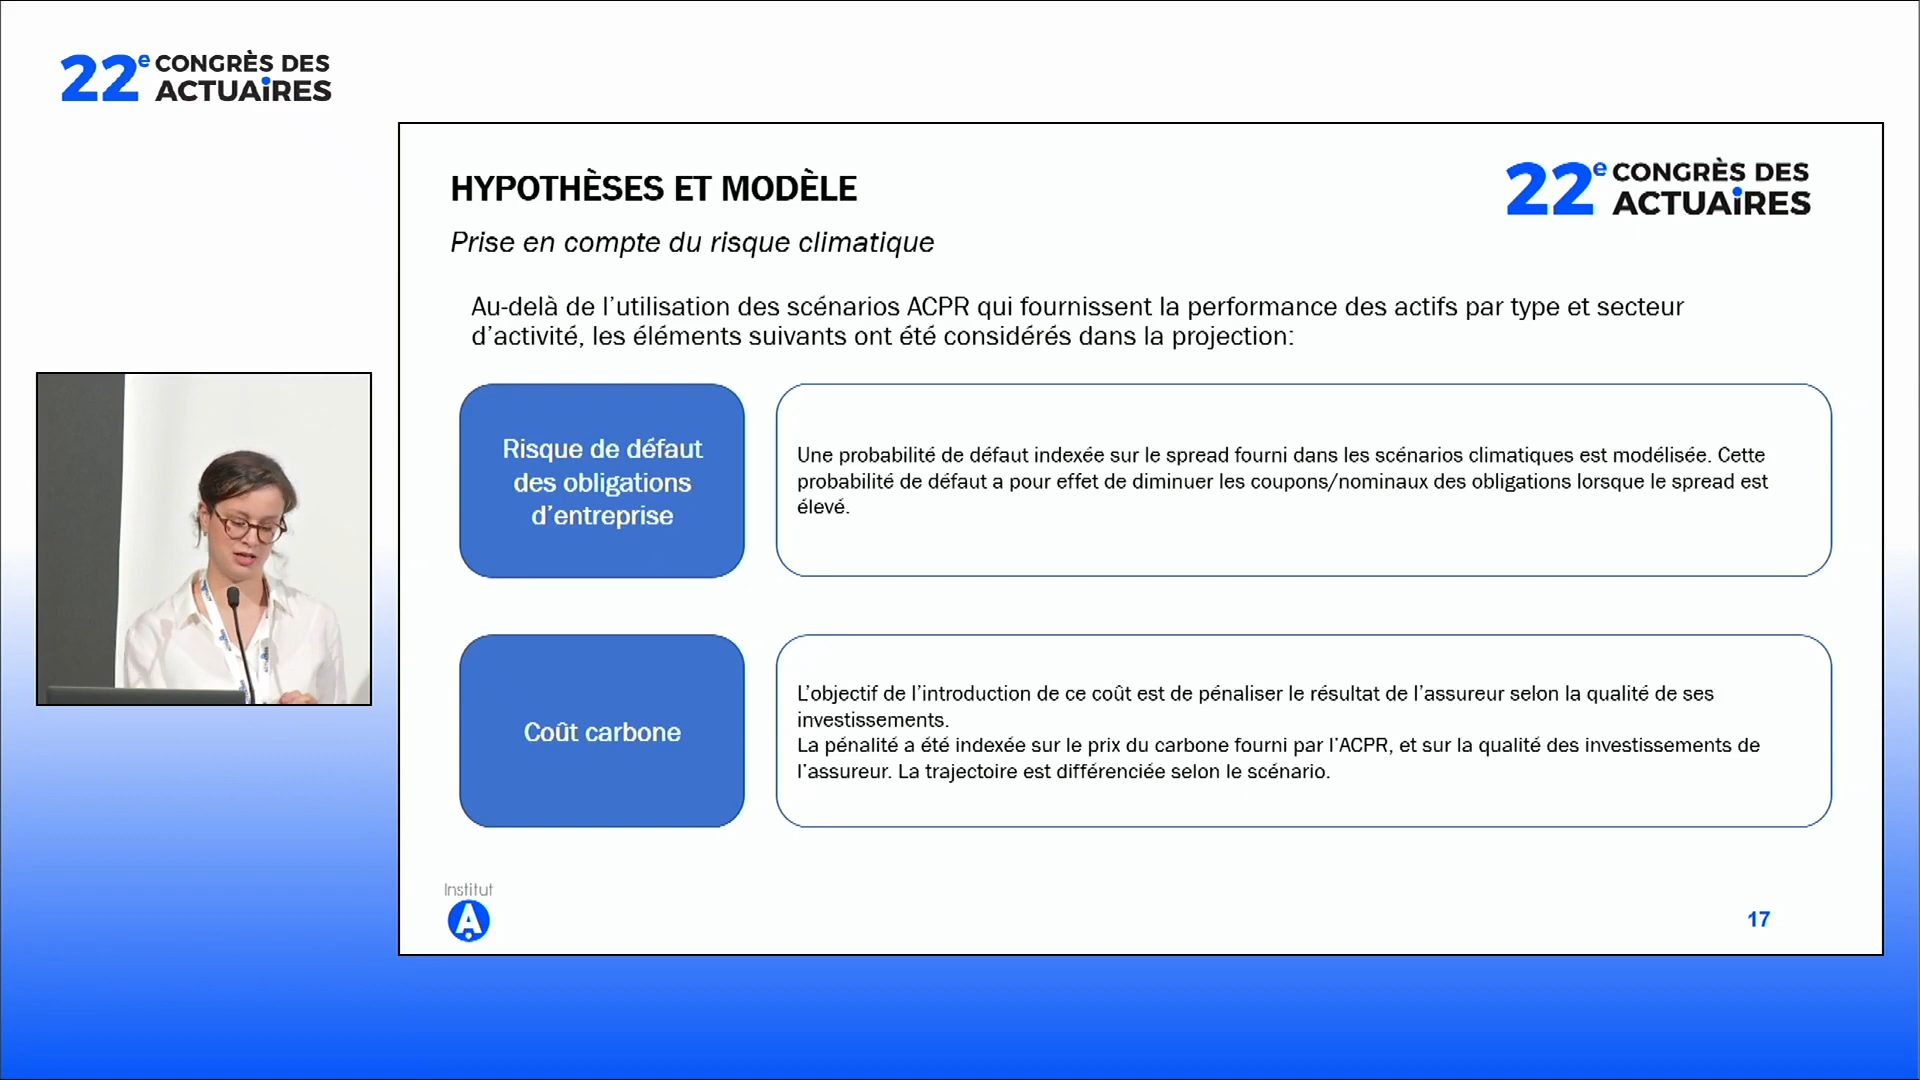 22e CONGRÈS DES
ACTUAiRES
HYPOTHÈSES ET MODÈLE
22e CONGRÈS DES
ACTUAiRES
Prise en compte du risque climatique
Au-delà de l’utilisation des scénarios ACPR qui fournissent la performance des actifs par type et secteur
d’activité, les éléments suivants ont été considérés dans la projection:
Risque de défaut
des obligations
d’entreprise
Une probabilité de défaut indexée sur le spread fourni dans les scénarios climatiques est modélisée. Cette
probabilité de défaut a pour effet de diminuer les coupons/nominaux des obligations lorsque le spread est
élevé.
Coût carbone
L’objectif de l’introduction de ce coût est de pénaliser le résultat de l’assureur selon la qualité de ses
investissements.
La pénalité a été indexée sur le prix du carbone fourni par l’ACPR, et sur la qualité des investissements de
l’assureur. La trajectoire est différenciée selon le scénario.
Institut
A
17